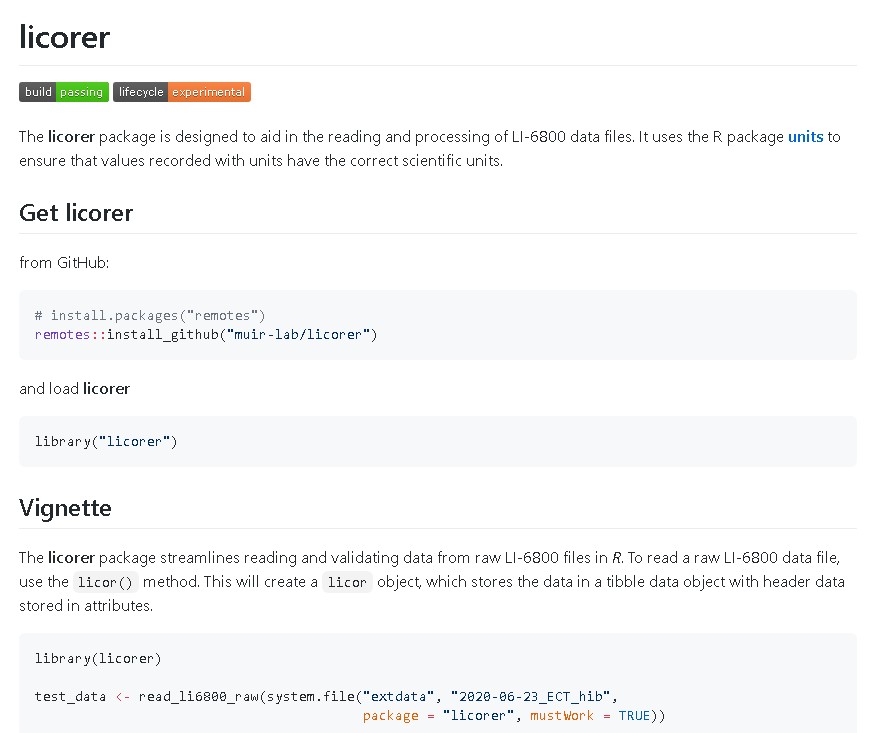 licorer
build passing lifecycle experimental
The licorer package is designed to aid in the reading and processing of LI-6800 data files. It uses the R package units to
ensure that values recorded with units have the correct scientific units.
Get licorer
from GitHub:
# install.packages("remotes")
remotes::install_github("muir-lab/licorer")
and load licorer
library("licorer")
Vignette
The licorer package streamlines reading and validating data from raw LI-6800 files in R. To read a raw LI-6800 data file,
use the licor() method. This will create a licor object, which stores the data in a tibble data object with header data
stored in attributes.
library(licorer)
test_data <- read_li6800_raw(system.file("extdata", "2020-06-23_ECT_hib",
package = "licorer", mustWork = TRUE))